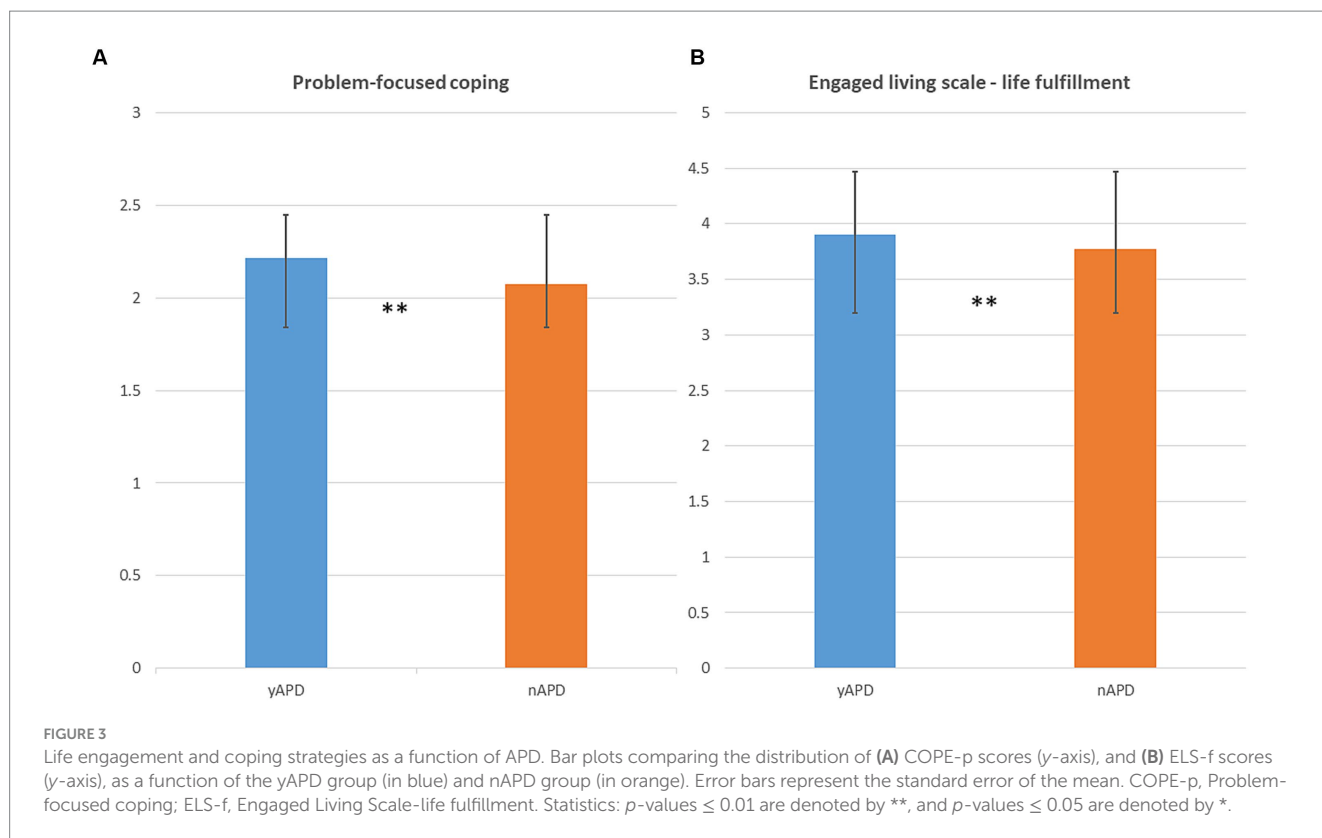 A
Problem-focused coping
3
2.5
2
1.5
1
0.5
0
**
yAPD nAPD
B
Engaged living scale - life fulfillment
5
4.5
4
3.5
3
2.5
2
1.5
1
0.5
0
**
yAPD nAPD
FIGURE 3
Life engagement and coping strategies as a function of APD. Bar plots comparing the distribution of (A) COPE-p scores (y-axis), and (B) ELS-f scores
(y-axis), as a function of the yAPD group (in blue) and nAPD group (in orange). Error bars represent the standard error of the mean. COPE-p, Problem-
focused coping; ELS-f, Engaged Living Scale-life fulfillment. Statistics: p-values ≤ 0.01 are denoted by **, and p-values ≤ 0.05 are denoted by *.